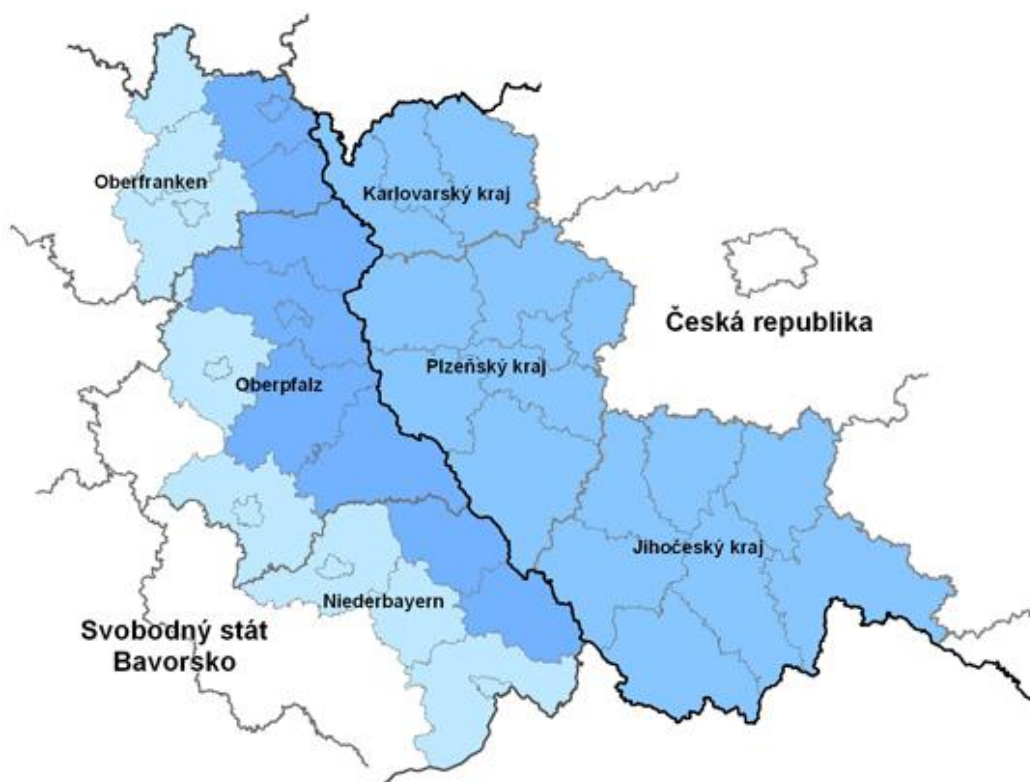 Oberfranken
Karlovarský kraj
Česká republika
Plzeňský kraj
Oberpfalz
Jihočeský kraj
Niederbayern
Svobodný stát
Bavorsko